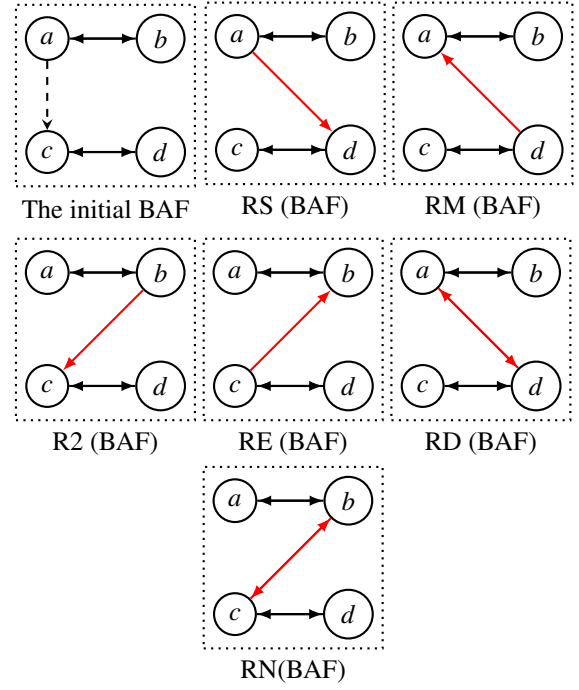 a b a b a b
c d c d c d
The initial BAF RS (BAF) RM (BAF)
a b a b a b
c d c d c d
R2 (BAF) RE (BAF) RD (BAF)
a b
c d
RN(BAF)